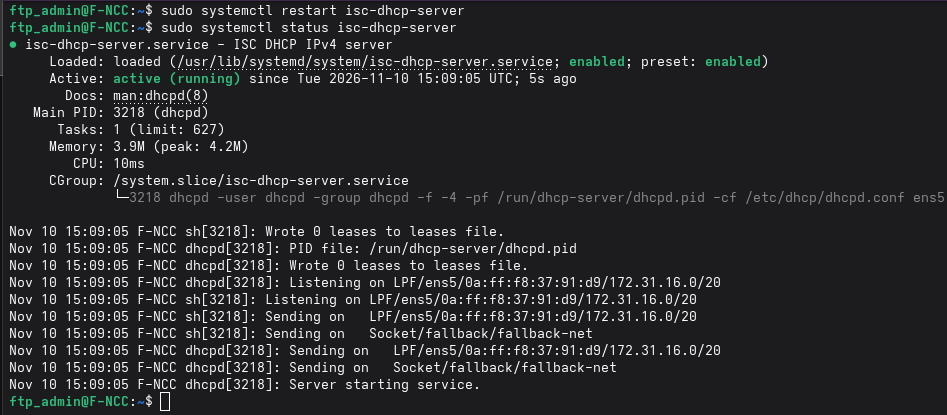 ftp_admin@F-NCC:~$ sudo systemctl restart isc-dhcp-server
ftp_admin@F-NCC:~$ sudo systemctl status isc-dhcp-server
● isc-dhcp-server.service - ISC DHCP IPv4 server
     Loaded: loaded (/usr/lib/systemd/system/isc-dhcp-server.service; enabled; preset: enabled)
     Active: active (running) since Tue 2026-11-10 15:09:05 UTC; 5s ago
       Docs: man:dhcpd(8)
   Main PID: 3218 (dhcpd)
      Tasks: 1 (limit: 627)
     Memory: 3.9M (peak: 4.2M)
        CPU: 10ms
     CGroup: /system.slice/isc-dhcp-server.service
             └─3218 dhcpd -user dhcpd -group dhcpd -f -4 -pf /run/dhcp-server/dhcpd.pid -cf /etc/dhcp/dhcpd.conf ens5

Nov 10 15:09:05 F-NCC sh[3218]: Wrote 0 leases to leases file.
Nov 10 15:09:05 F-NCC dhcpd[3218]: PID file: /run/dhcp-server/dhcpd.pid
Nov 10 15:09:05 F-NCC dhcpd[3218]: Wrote 0 leases to leases file.
Nov 10 15:09:05 F-NCC dhcpd[3218]: Listening on LPF/ens5/0a:ff:f8:37:91:d9/172.31.16.0/20
Nov 10 15:09:05 F-NCC sh[3218]: Listening on LPF/ens5/0a:ff:f8:37:91:d9/172.31.16.0/20
Nov 10 15:09:05 F-NCC sh[3218]: Sending on   LPF/ens5/0a:ff:f8:37:91:d9/172.31.16.0/20
Nov 10 15:09:05 F-NCC sh[3218]: Sending on   Socket/fallback/fallback-net
Nov 10 15:09:05 F-NCC dhcpd[3218]: Sending on   LPF/ens5/0a:ff:f8:37:91:d9/172.31.16.0/20
Nov 10 15:09:05 F-NCC dhcpd[3218]: Sending on   Socket/fallback/fallback-net
Nov 10 15:09:05 F-NCC dhcpd[3218]: Server starting service.
ftp_admin@F-NCC:~$